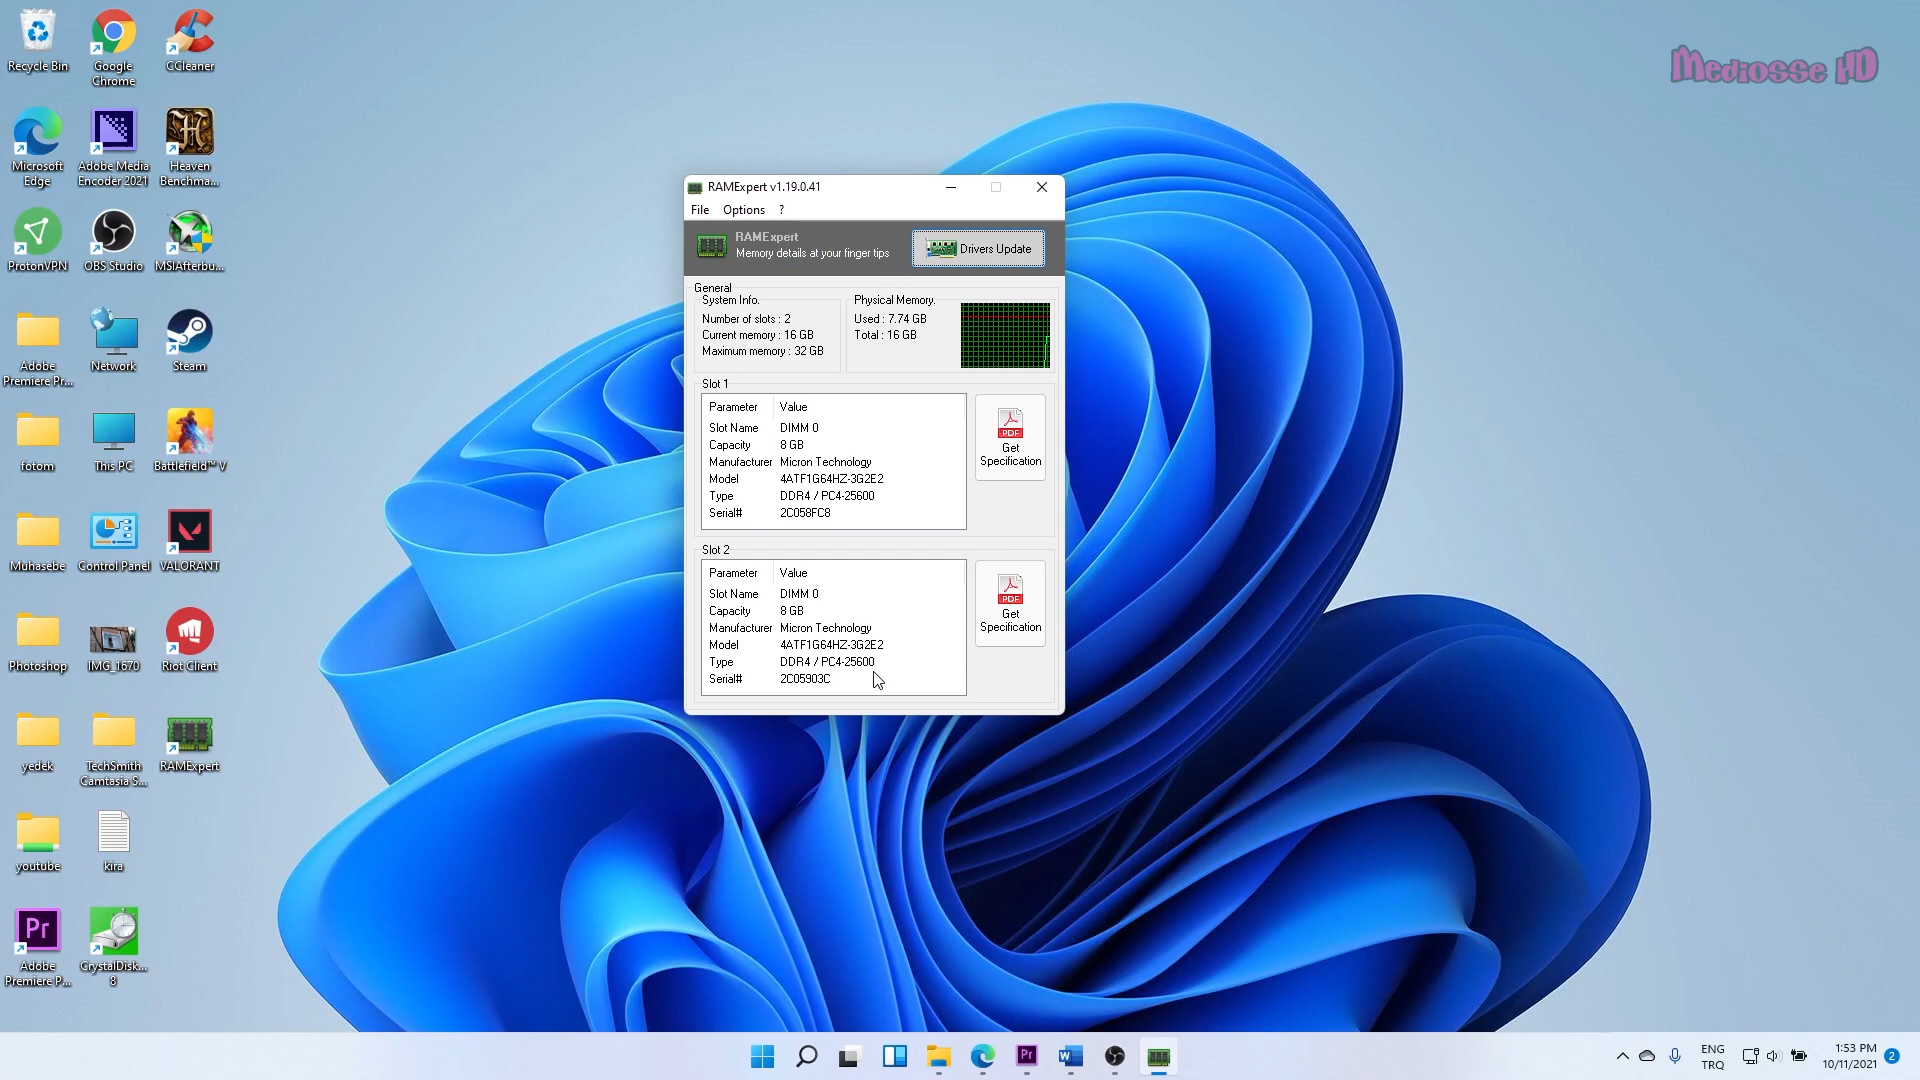 Recycle Bin
Google
Chrome
CCleaner
Mediosse HD
Microsoft
Edge
Adobe Media
Encoder 2021
Heaven
Benchma...
ProtonVPN
OBS Studio
MSIAfterbu...
Adobe
Premiere Pr...
Network
Steam
fotom
This PC
Battlefield™ V
Muhasebe
Control Panel
VALORANT
Photoshop
IMG_1670
Riot Client
yedek
TechSmith
Camtasia S...
RAMExpert
youtube
kira
Pr
Adobe
Premiere P...
CrystalDisk...
8
RAMExpert v1.19.0.41
File Options ?
RAMExpert
Memory details at your finger tips
Drivers Update
General
System Info.
Number of slots : 2
Current memory : 16 GB
Maximum memory : 32 GB
Physical Memory.
Used : 7.74 GB
Total : 16 GB
Slot 1
Parameter Value
Slot Name DIMM 0
Capacity 8 GB
Manufacturer Micron Technology
Model 4ATF1G64HZ-3G2E2
Type DDR4 / PC4-25600
Serial# 2C058FC8
PDF
Get
Specification
Slot 2
Parameter Value
Slot Name DIMM 0
Capacity 8 GB
Manufacturer Micron Technology
Model 4ATF1G64HZ-3G2E2
Type DDR4 / PC4-25600
Serial# 2C05903C
PDF
Get
Specification
Pr
W
ENG
TRQ
1:53 PM
10/11/2021
2